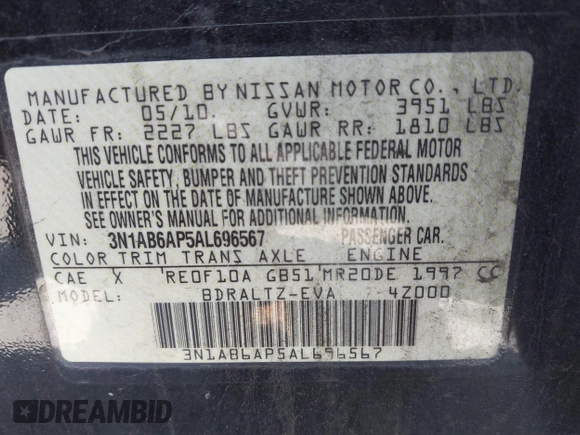 MANUFACTURED BY NISSAN MOTOR CO., LTD.
DATE: 05/10. GVWR: 3951 LBS
GAWR FR: 2227 LBS GAWR RR: 1810 LBS
THIS VEHICLE CONFORMS TO ALL APPLICABLE FEDERAL MOTOR
VEHICLE SAFETY, BUMPER AND THEFT PREVENTION STANDARDS
IN EFFECT ON THE DATE OF MANUFACTURE SHOWN ABOVE.
SEE OWNER'S MANUAL FOR ADDITIONAL INFORMATION.
VIN: 3N1AB6AP5AL696567 PASSENGER CAR.
COLOR TRIM TRANS AXLE ENGINE
CAE X RE0F10A GB51 MR20DE 1997 CC
MODEL: BDRALTZ-EVA 4Z000
3N1AB6AP5AL696567
DREAMBID